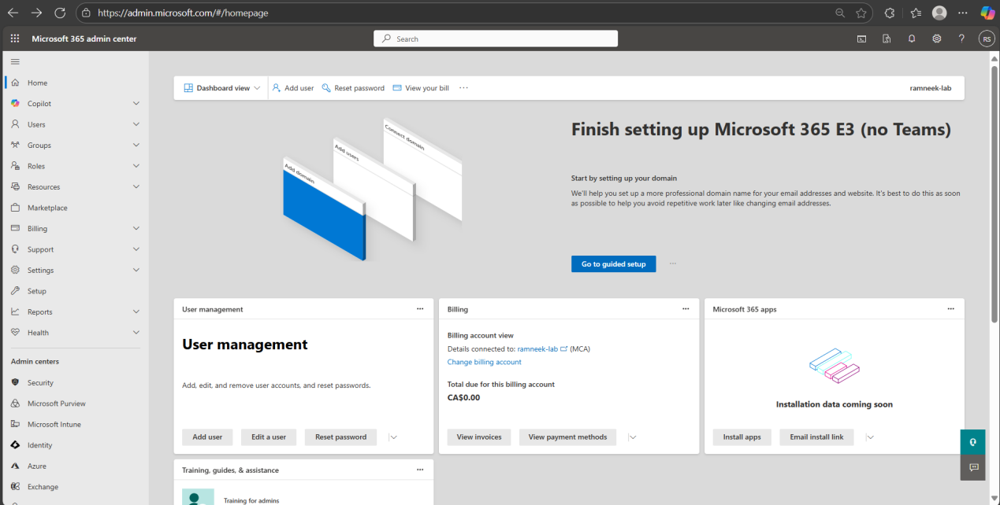 https://admin.microsoft.com/#/homepage
Microsoft 365 admin center
Search
RS
Home
Copilot
Users
Groups
Roles
Resources
Marketplace
Billing
Support
Settings
Setup
Reports
Health
Admin centers
Security
Microsoft Purview
Microsoft Intune
Identity
Azure
Exchange
Dashboard view
Add user
Reset password
View your bill
ramneek-lab
Connect domain
Add users
Add domain
Finish setting up Microsoft 365 E3 (no Teams)
Start by setting up your domain
We'll help you set up a more professional domain name for your email addresses and website. It's best to do this as soon
as possible to help you avoid repetitive work later like changing email addresses.
Go to guided setup
User management
User management
Add, edit, and remove user accounts, and reset passwords.
Add user
Edit a user
Reset password
Billing
Billing account view
Details connected to: ramneek-lab (MCA)
Change billing account
Total due for this billing account
CA$0.00
View invoices
View payment methods
Microsoft 365 apps
Installation data coming soon
Install apps
Email install link
Training, guides, & assistance
Training for admins